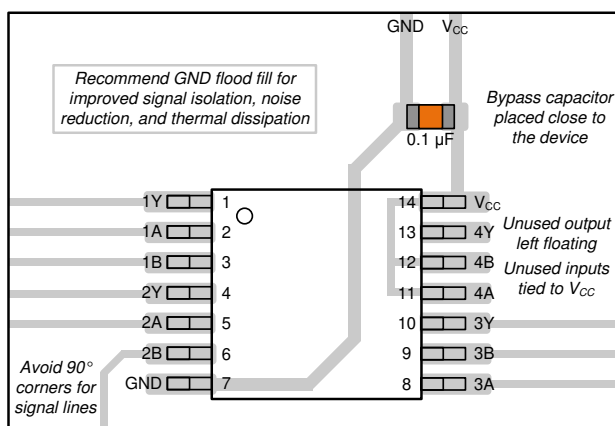 GND VCC
Recommend GND flood fill for
improved signal isolation, noise
reduction, and thermal dissipation
Bypass capacitor
placed close to
the device
0.1 µF
1Y 1 14 VCC
1A 2 13 4Y
1B 3 12 4B
2Y 4 11 4A
2A 5 10 3Y
2B 6 9 3B
GND 7 8 3A
Unused output
left floating
Unused inputs
tied to VCC
Avoid 90°
corners for
signal lines